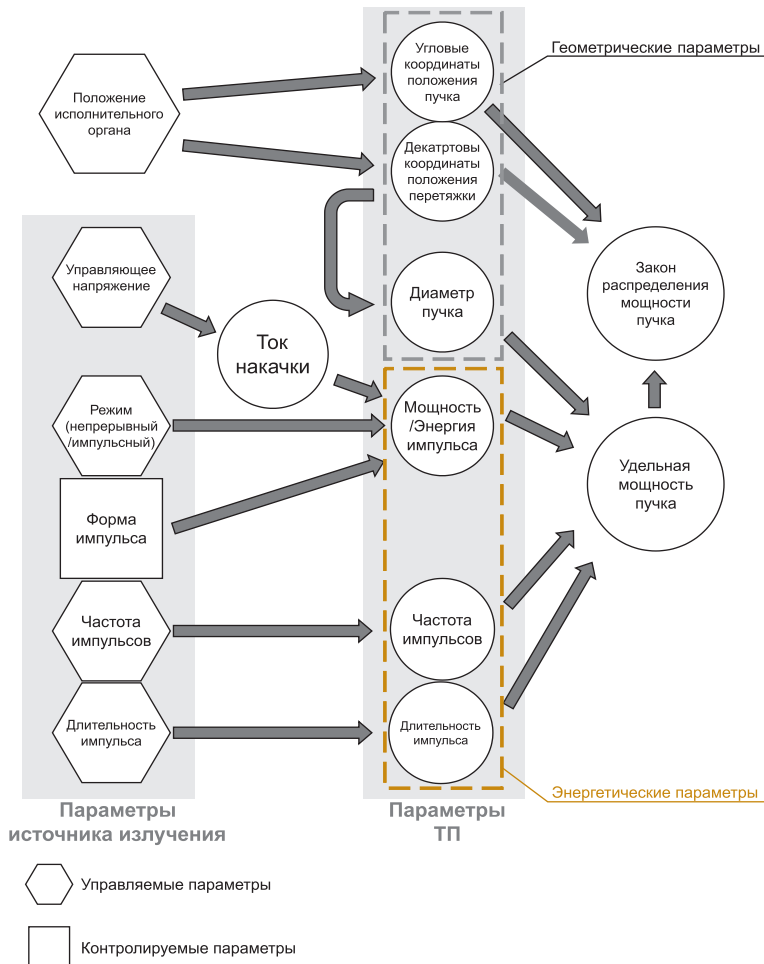 Угловые
координаты
положения
пучка
Геометрические параметры
Положение
исполнительного
органа
Декатртовы
координаты
положения
перетяжки
Управляющее
напряжение
Диаметр
пучка
Закон
распределения
мощности
пучка
Ток
накачки
Режим
(непрерывный
/импульсный)
Мощность
/Энергия
импульса
Удельная
мощность
пучка
Форма
импульса
Частота
импульсов
Частота
импульсов
Длительность
импульса
Длительность
импульса
Энергетические параметры
Параметры
источника излучения
Параметры
ТП
Управляемые параметры
Контролируемые параметры